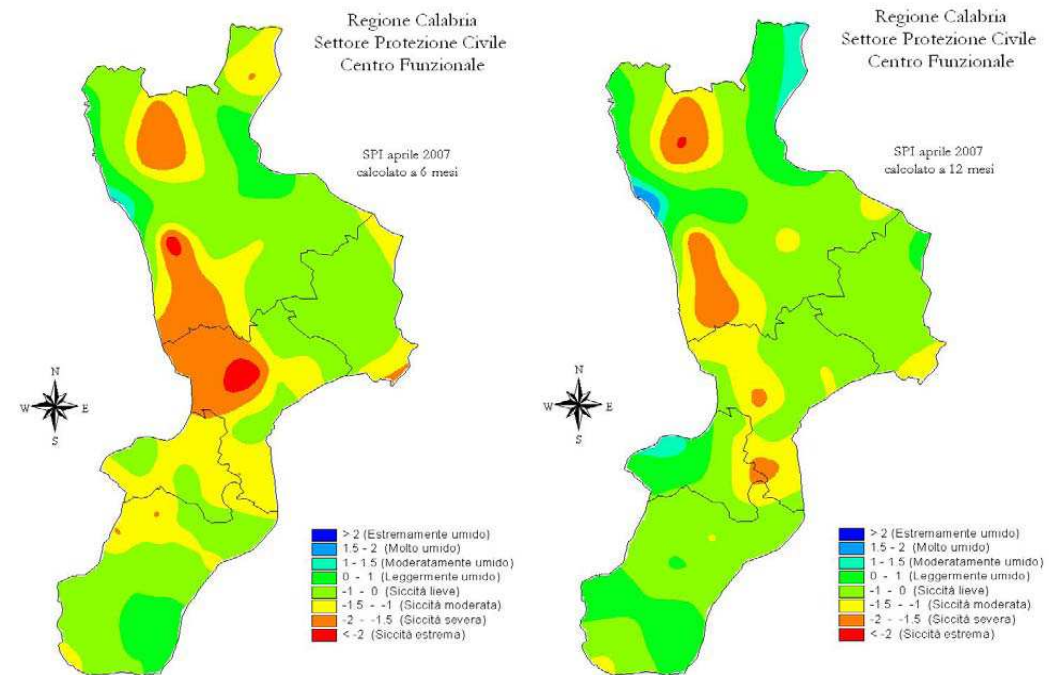 Regione Calabria
Settore Protezione Civile
Centro Funzionale
SPI aprile 2007
calcolato a 6 mesi
N
W E
S
> 2 (Estremamente umido)
1.5 - 2 (Molto umido)
1 - 1.5 (Moderatamente umido)
0 - 1 (Leggermente umido)
-1 - 0 (Siccità lieve)
-1.5 - -1 (Siccità moderata)
-2 - -1.5 (Siccità severa)
< -2 (Siccità estrema)
Regione Calabria
Settore Protezione Civile
Centro Funzionale
SPI aprile 2007
calcolato a 12 mesi
N
W E
S
> 2 (Estremamente umido)
1.5 - 2 (Molto umido)
1 - 1.5 (Moderatamente umido)
0 - 1 (Leggermente umido)
-1 - 0 (Siccità lieve)
-1.5 - -1 (Siccità moderata)
-2 - -1.5 (Siccità severa)
< -2 (Siccità estrema)